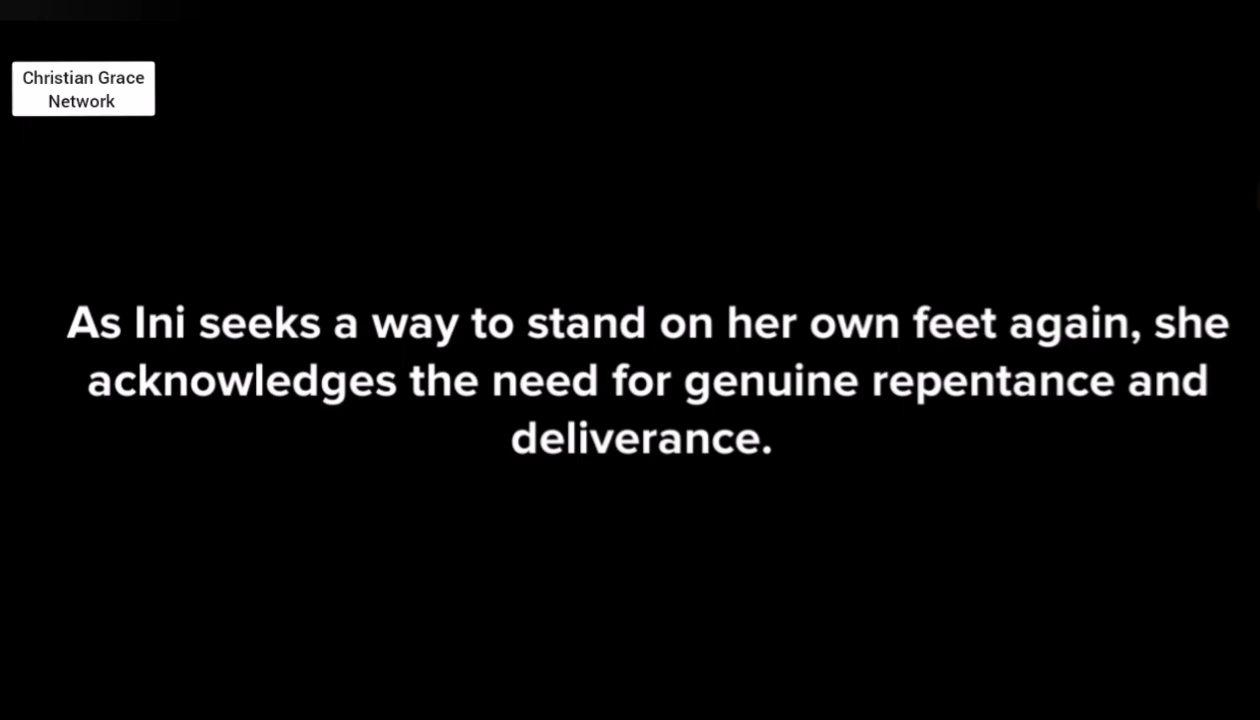 Christian Grace
Network
As Ini seeks a way to stand on her own feet again, she
acknowledges the need for genuine repentance and
deliverance.